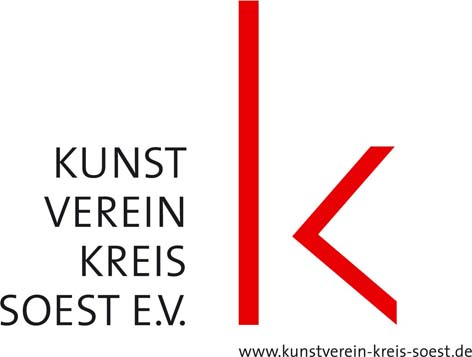 KUNST
VEREIN
KREIS
SOEST E.V.
k
www.kunstverein-kreis-soest.de